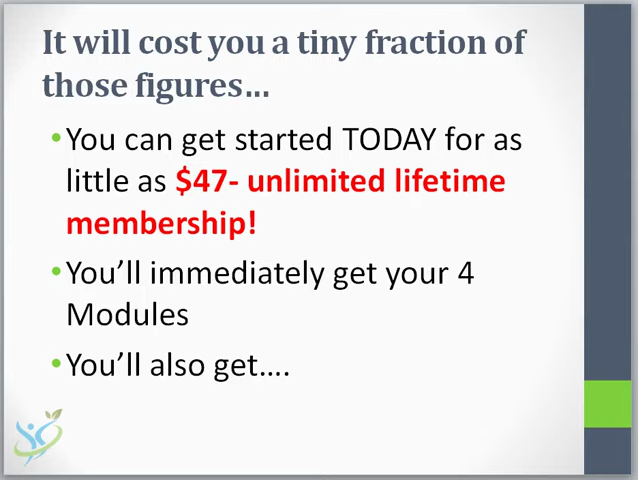 It will cost you a tiny fraction of
those figures…
•You can get started TODAY for as
little as $47- unlimited lifetime
membership!
•You’ll immediately get your 4
Modules
•You’ll also get….